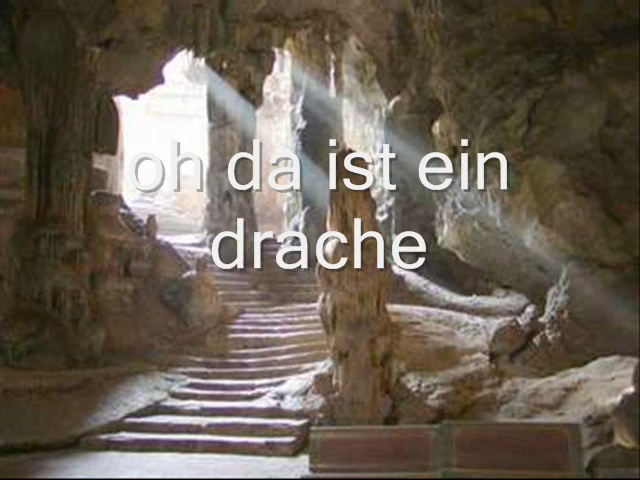 oh da ist ein
drache